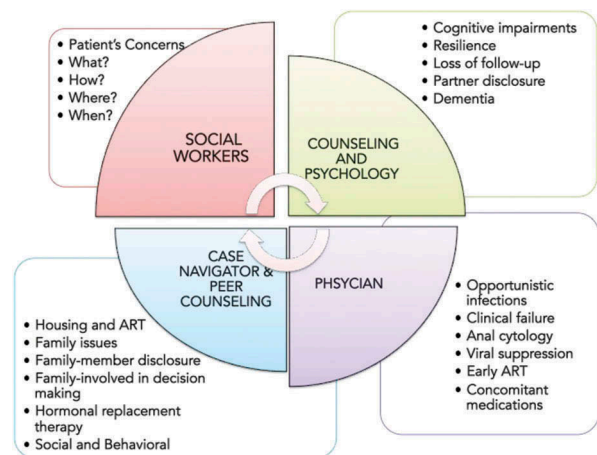 • Patient's Concerns
• What?
• How?
• Where?
• When?
SOCIAL
WORKERS
• Cognitive impairments
• Resilience
• Loss of follow-up
• Partner disclosure
• Dementia
COUNSELING
AND
PSYCHOLOGY
CASE
NAVIGATOR &
PEER
COUNSELING
• Housing and ART
• Family issues
• Family-member disclosure
• Family-involved in decision
making
• Hormonal replacement
therapy
• Social and Behavioral
PHSYCIAN
• Opportunistic
infections
• Clinical failure
• Anal cytology
• Viral suppression
• Early ART
• Concomitant
medications